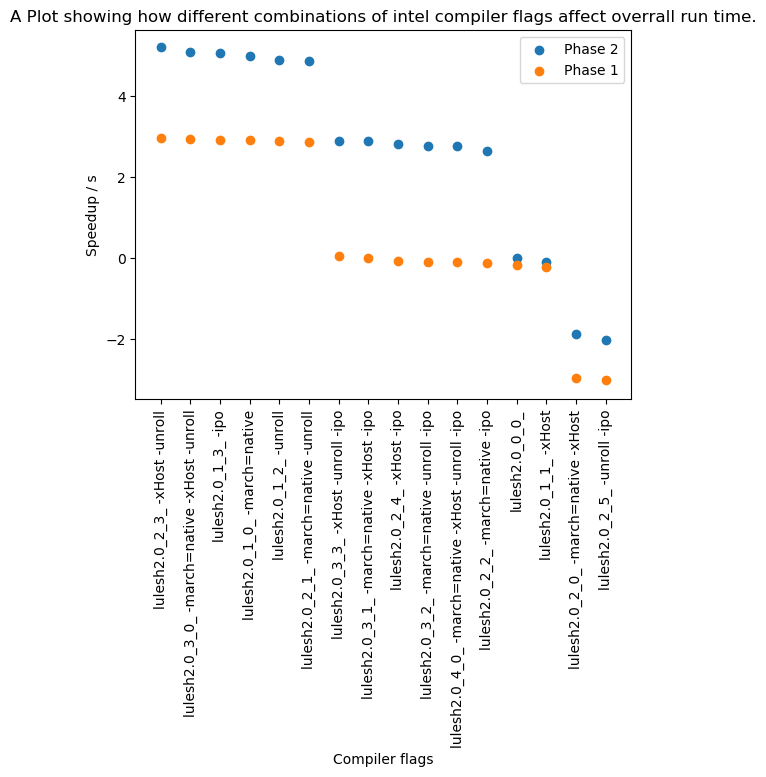 A Plot showing how different combinations of intel compiler flags affect overrall run time.
Phase 2
Phase 1
4
2
0
−2
Speedup / s
lulesh2.0_2_3_ -xHost -unroll
lulesh2.0_3_0_ -march=native -xHost -unroll
lulesh2.0_1_3_ -ipo
lulesh2.0_1_0_ -march=native
lulesh2.0_1_2_ -unroll
lulesh2.0_2_1_ -march=native -unroll
lulesh2.0_3_3_ -xHost -unroll -ipo
lulesh2.0_3_1_ -march=native -xHost -ipo
lulesh2.0_2_4_ -xHost -ipo
lulesh2.0_3_2_ -march=native -unroll -ipo
lulesh2.0_4_0_ -march=native -xHost -unroll -ipo
lulesh2.0_2_2_ -march=native -ipo
lulesh2.0_0_0_
lulesh2.0_1_1_ -xHost
lulesh2.0_2_0_ -march=native -xHost
lulesh2.0_2_5_ -unroll -ipo
Compiler flags